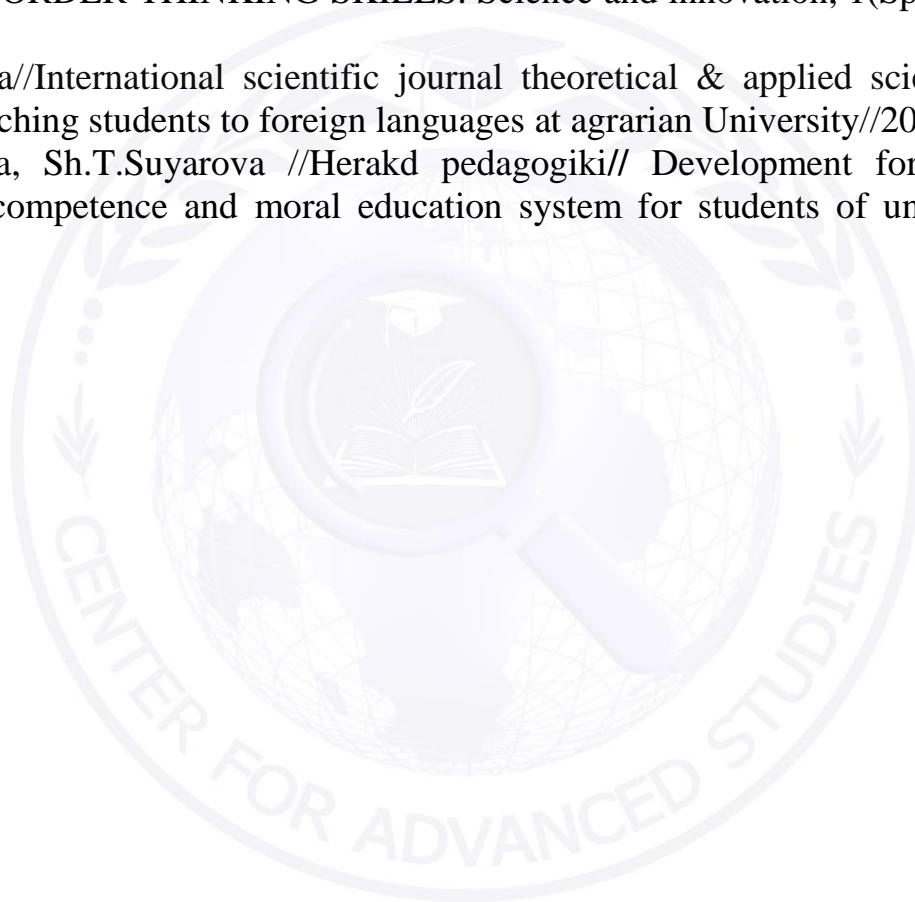 ORDER THINKING SKILLS. Science and innovation, 1(Sp
a//International scientific journal theoretical & applied scie
ching students to foreign languages at agrarian University//20
a, Sh.T.Suyarova //Herakd pedagogiki// Development for
competence and moral education system for students of un
CENTER FOR ADVANCED STUDIES